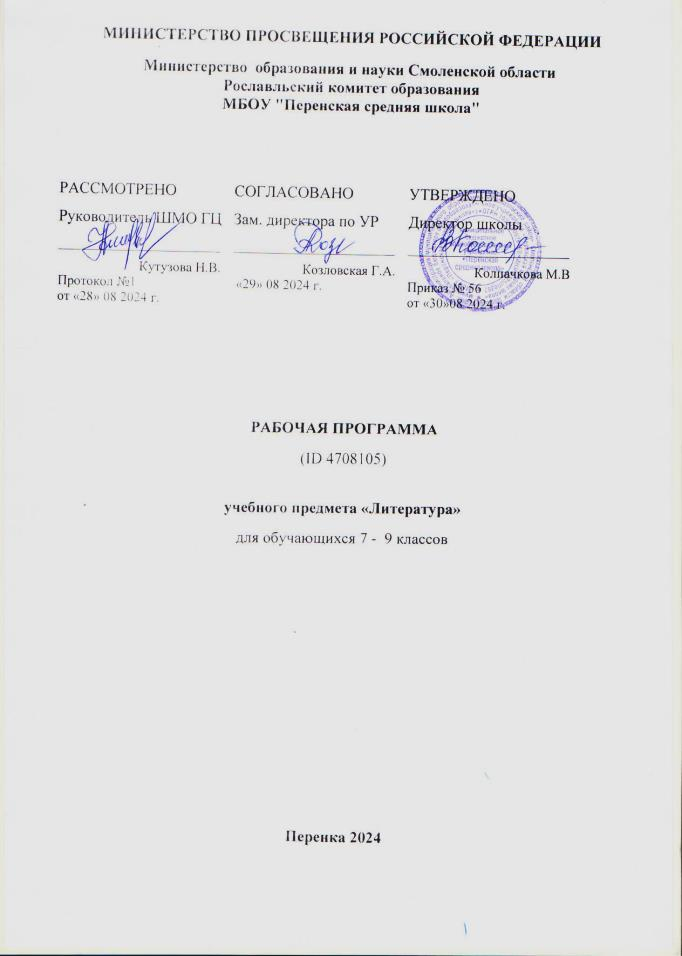 МИНИСТЕРСТВО ПРОСВЕЩЕНИЯ РОССИЙСКОЙ ФЕДЕРАЦИИ
Министерство образования и науки Смоленской области
Рославльский комитет образования
МБОУ "Перенская средняя школа"
РАССМОТРЕНО
Руководитель ШМО ГЦ
Кутузова Н.В.
Протокол №1
от «28» 08 2024 г.
СОГЛАСОВАНО
Зам. директора по УР
Козловская Г.А.
«29» 08 2024 г.
УТВЕРЖДЕНО
Директор школы
Колпачкова М.В
Приказ № 56
от «30»08 2024 г.
РАБОЧАЯ ПРОГРАММА
(ID 4708105)
учебного предмета «Литература»
для обучающихся 7 - 9 классов
Перенка 2024